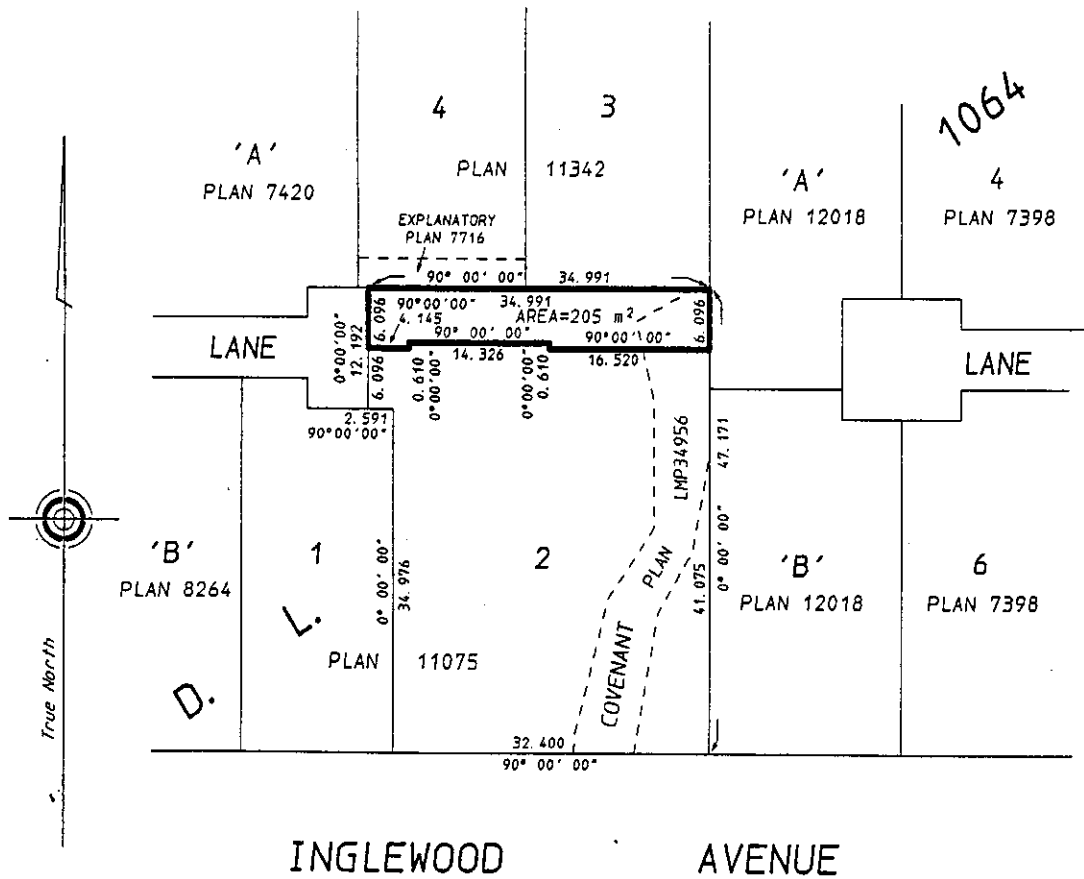 1064
4
3
'A'
PLAN 7420
PLAN 11342
'A'
PLAN 12018
4
PLAN 7398
EXPLANATORY
PLAN 7716
90° 00' 00"
34.991
90°00'00"
34.991
AREA=205 m²
6.096
4.145
90° 00' 00"
90°00'00"
6.096
LANE
0°00'00"
12.192
6.096
0.610
0°00'00"
14.326
0°00'00"
0.610
16.520
LANE
2.591
90°00'00"
LMP34956
47.171
0° 00' 00"
'B'
PLAN 8264
1
0° 00' 00"
34.976
2
PLAN
COVENANT
41.075
'B'
PLAN 12018
6
PLAN 7398
L.
D.
PLAN 11075
True North
32.400
90° 00' 00"
INGLEWOOD AVENUE